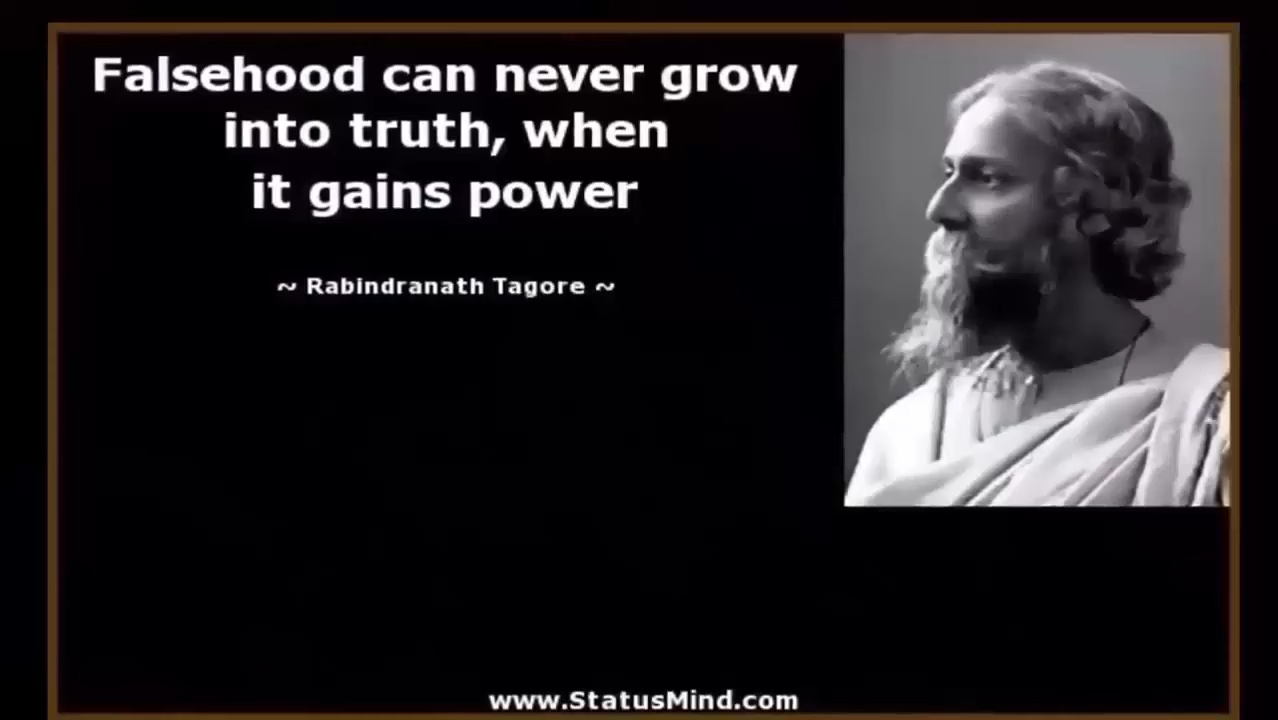 Falsehood can never grow
into truth, when
it gains power
~ Rabindranath Tagore ~
www.StatusMind.com